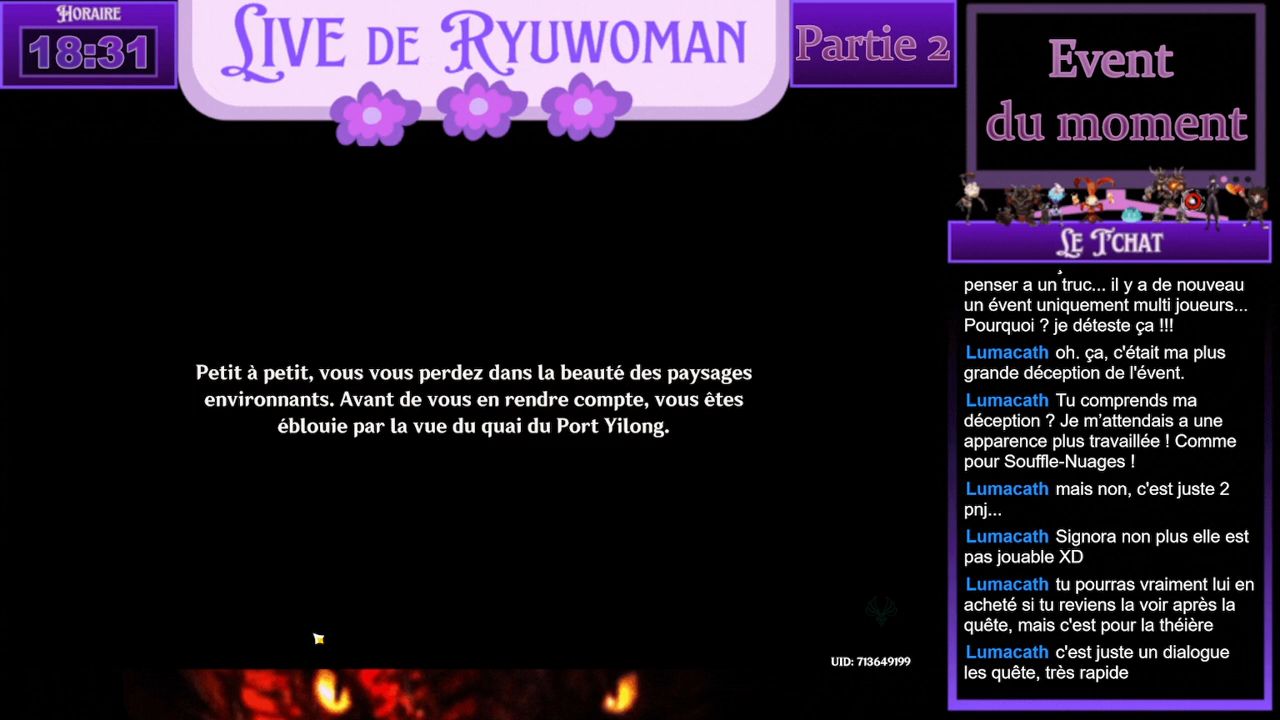 Horaire
18:31
Live de Ryuwoman
Partie 2
Event
du moment
Le T'chat
penser a un truc... il y a de nouveau
un évent uniquement multi joueurs...
Pourquoi ? je déteste ça !!!
Lumacath oh. ça, c'était ma plus
grande déception de l'évent.
Lumacath Tu comprends ma
déception ? Je m'attendais a une
apparence plus travaillée ! Comme
pour Souffle-Nuages !
Lumacath mais non, c'est juste 2
pnj...
Lumacath Signora non plus elle est
pas jouable XD
Lumacath tu pourras vraiment lui en
acheté si tu reviens la voir après la
quête, mais c'est pour la théière
Lumacath c'est juste un dialogue
les quête, très rapide
Petit à petit, vous vous perdez dans la beauté des paysages
environnants. Avant de vous en rendre compte, vous êtes
éblouie par la vue du quai du Port Yilong.
UID: 713649199